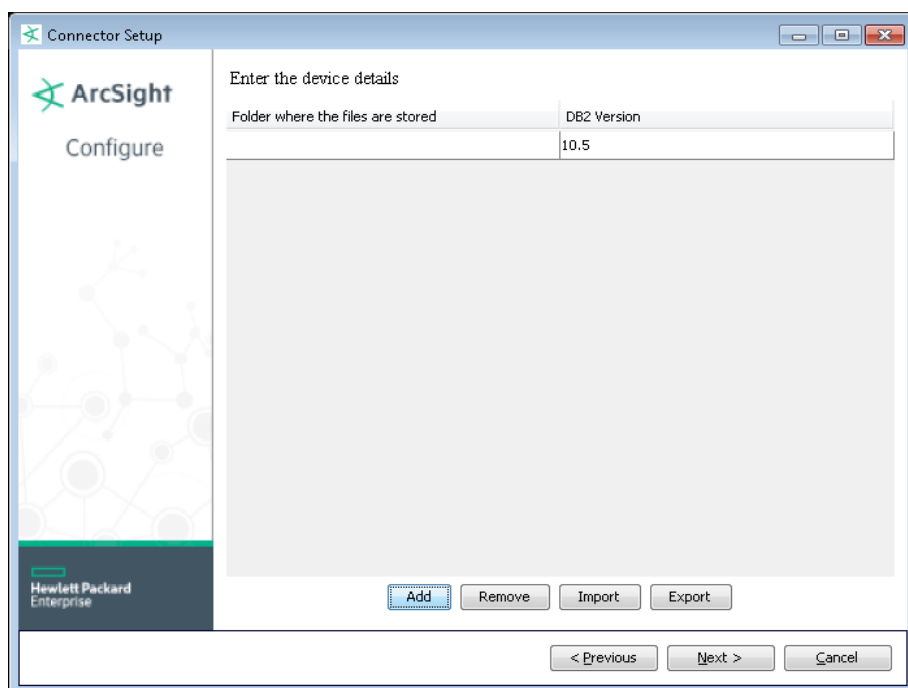 Connector Setup
ArcSight
Configure
Enter the device details
Folder where the files are stored DB2 Version
10.5
Hewlett Packard
Enterprise
Add Remove Import Export
< Previous Next > Cancel